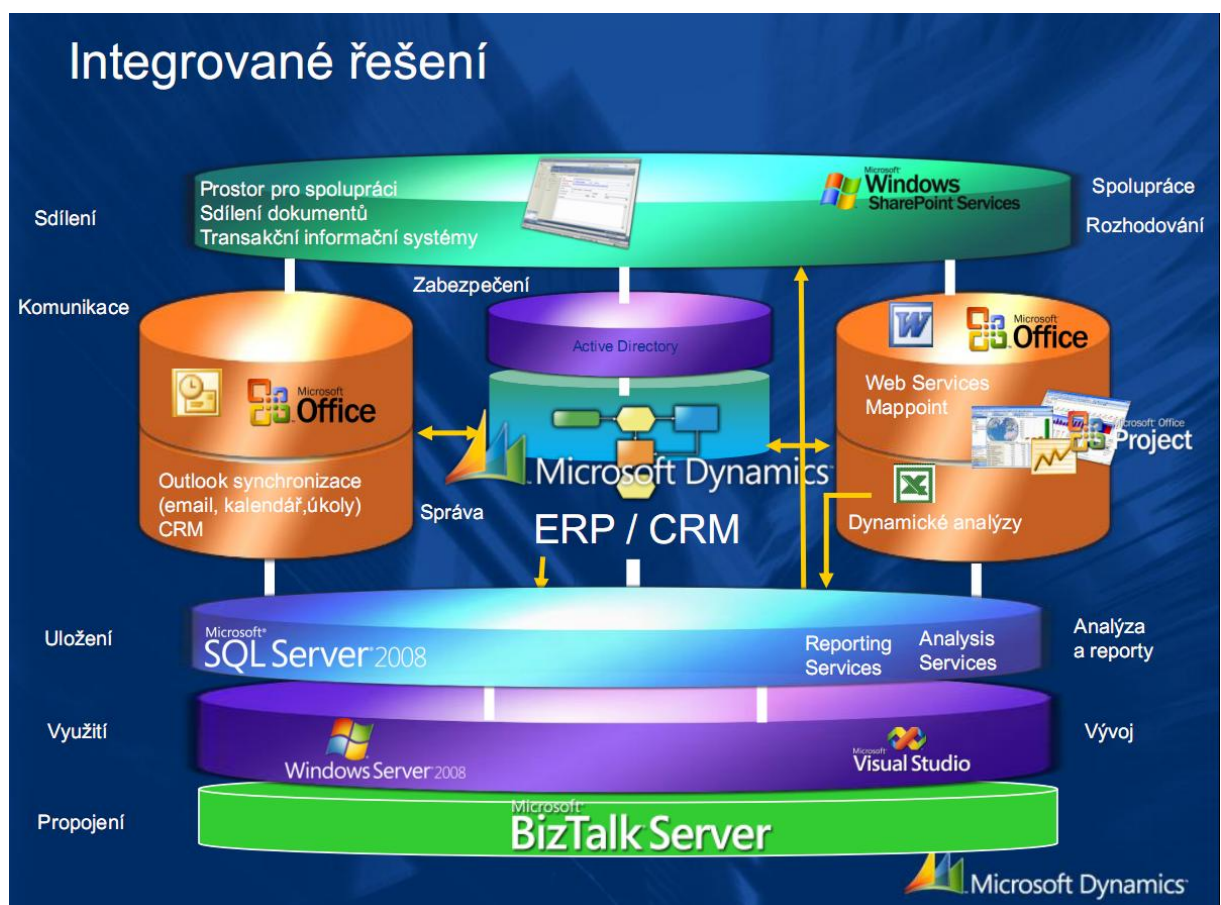 Integrované řešení
Prostor pro spolupráci
Sdílení dokumentů
Transakční informační systémy
Microsoft
Windows
SharePoint Services
Spolupráce
Rozhodování
Sdílení
Komunikace
Zabezpečení
Active Directory
Microsoft
Office
Microsoft
Office
Web Services
Mappoint
Microsoft Office
Project
Microsoft Dynamics
Outlook synchronizace
(email, kalendář,úkoly)
CRM
Správa
ERP / CRM
Dynamické analýzy
Uložení
Microsoft
SQL Server 2008
Reporting
Services
Analysis
Services
Analýza
a reporty
Využití
Windows Server 2008
Microsoft
Visual Studio
Vývoj
Propojení
Microsoft
BizTalk Server
Microsoft Dynamics